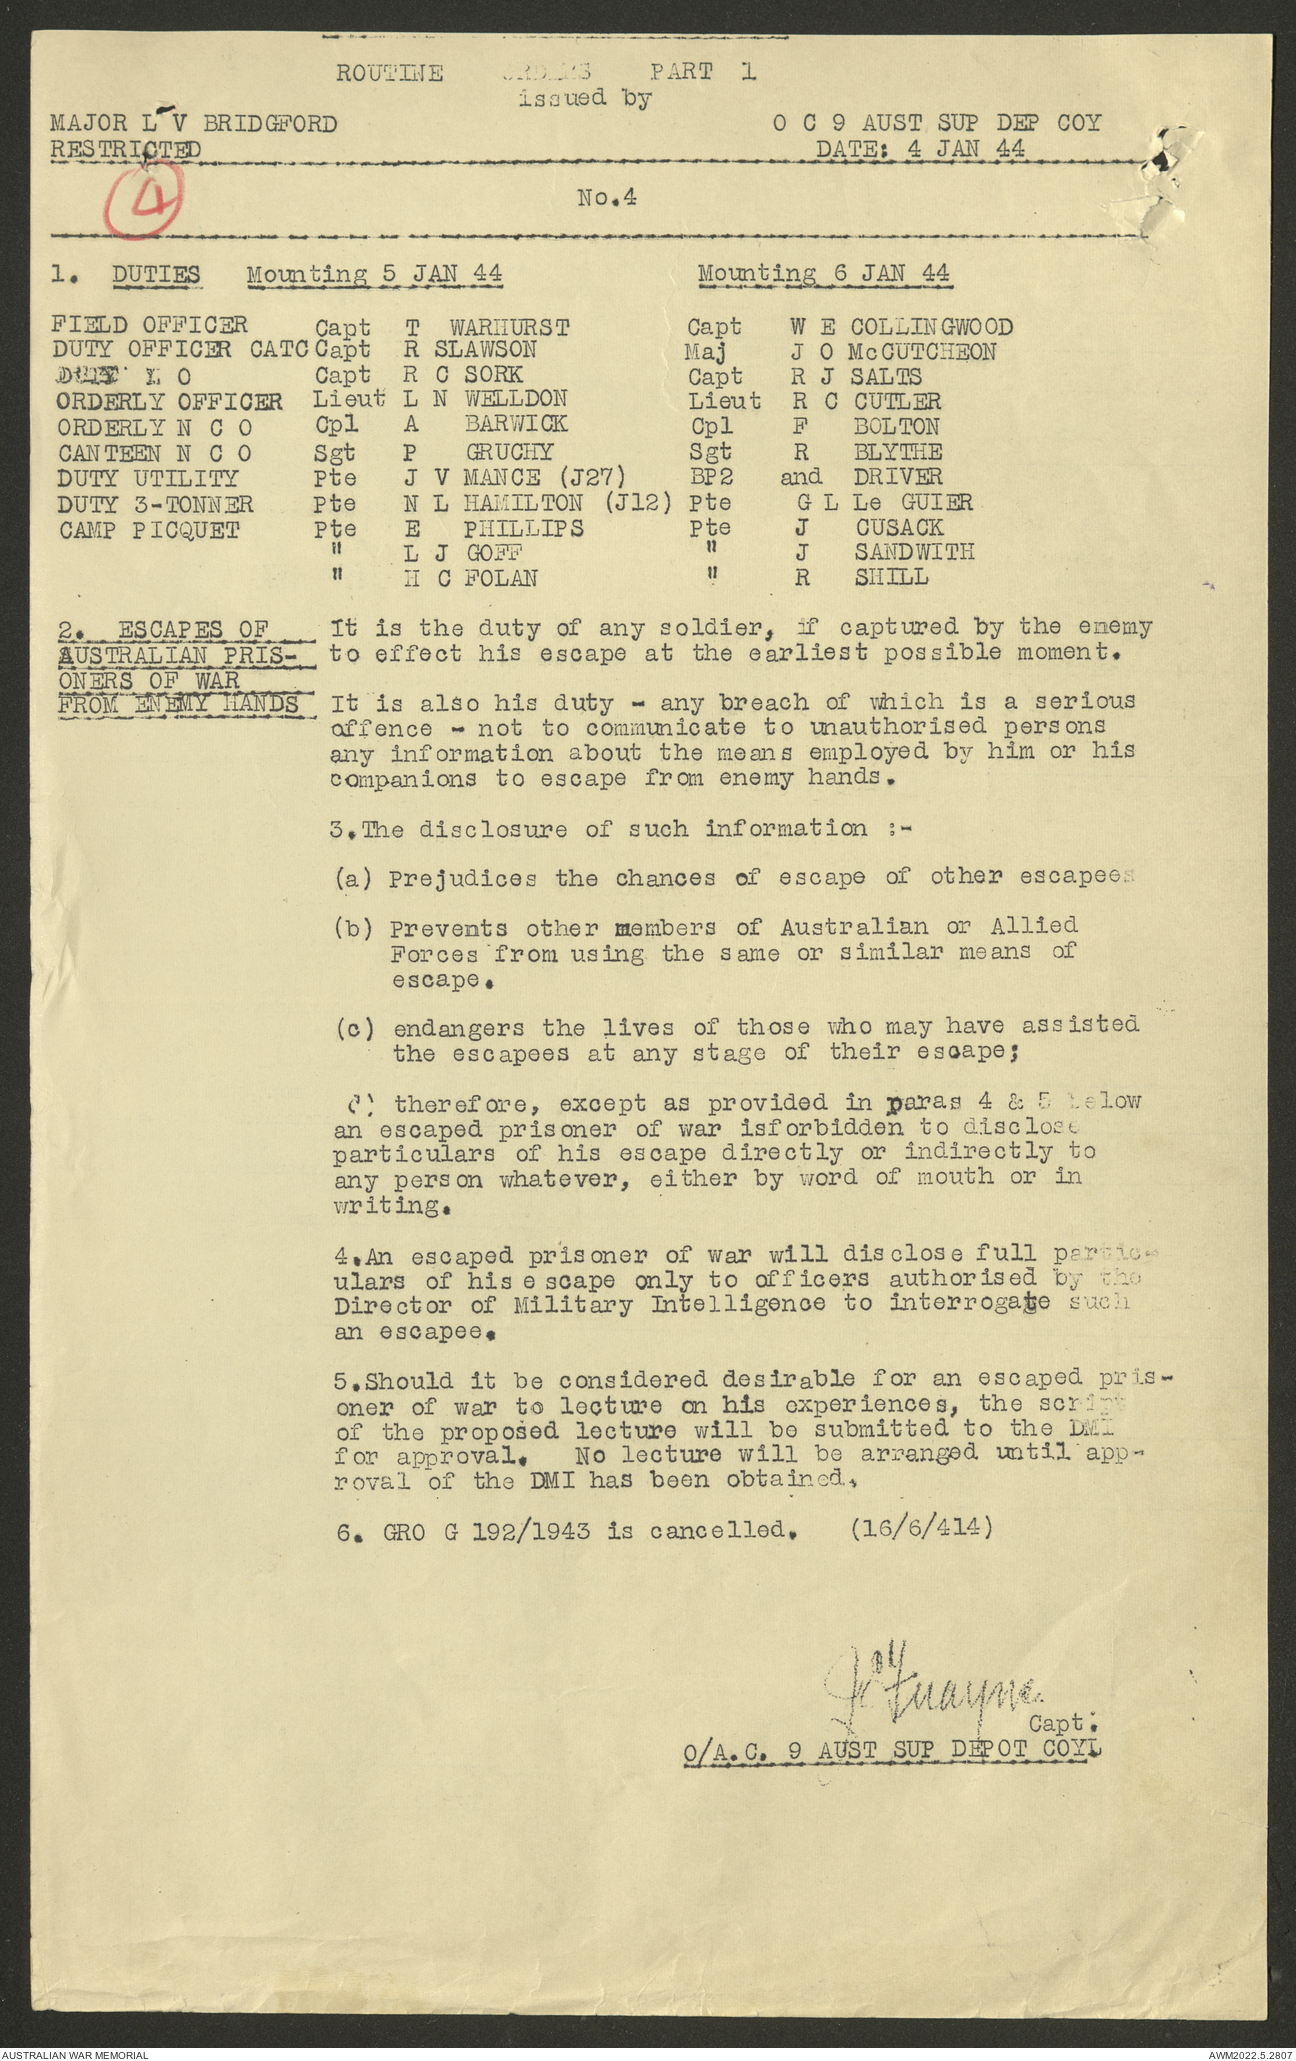 ROUTINE ORDERS PART 1
issued by
MAJOR L V BRIDGFORD O C 9 AUST SUP DEP COY
RESTRICTED DATE: 4 JAN 44
4
No.4
1. DUTIES Mounting 5 JAN 44 Mounting 6 JAN 44
FIELD OFFICER Capt T WARHURST Capt W E COLLINGWOOD
DUTY OFFICER CATC Capt R SLAWSON Maj J O McCUTCHEON
DUTY L O Capt R C SORK Capt R J SALTS
ORDERLY OFFICER Lieut L N WELLDON Lieut R C CUTLER
ORDERLY N C O Cpl A BARWICK Cpl F BOLTON
CANTEEN N C O Sgt P GRUCHY Sgt R BLYTHE
DUTY UTILITY Pte J V MANCE (J27) BP2 and DRIVER
DUTY 3-TONNER Pte N L HAMILTON (J12) Pte G L Le GUIER
CAMP PICQUET Pte E PHILLIPS Pte J CUSACK
" L J GOFF " J SANDWITH
" H C FOLAN " R SHILL
2. ESCAPES OF It is the duty of any soldier, if captured by the enemy
AUSTRALIAN PRIS- to effect his escape at the earliest possible moment.
ONERS OF WAR
FROM ENEMY HANDS It is also his duty - any breach of which is a serious
offence - not to communicate to unauthorised persons
any information about the means employed by him or his
companions to escape from enemy hands.
3.The disclosure of such information :-
(a) Prejudices the chances of escape of other escapees
(b) Prevents other members of Australian or Allied
Forces from using the same or similar means of
escape.
(c) endangers the lives of those who may have assisted
the escapees at any stage of their escape;
(d) therefore, except as provided in paras 4 & 5 below
an escaped prisoner of war isforbidden to disclose
particulars of his escape directly or indirectly to
any person whatever, either by word of mouth or in
writing.
4.An escaped prisoner of war will disclose full partic-
ulars of his escape only to officers authorised by the
Director of Military Intelligence to interrogate such
an escapee.
5.Should it be considered desirable for an escaped pris-
oner of war to lecture on his experiences, the script
of the proposed lecture will be submitted to the DMI
for approval. No lecture will be arranged until app-
roval of the DMI has been obtained.
6. GRO G 192/1943 is cancelled. (16/6/414)
Capt.
O/A.C. 9 AUST SUP DEPOT COYL
AUSTRALIAN WAR MEMORIAL AWM2022.5.2807